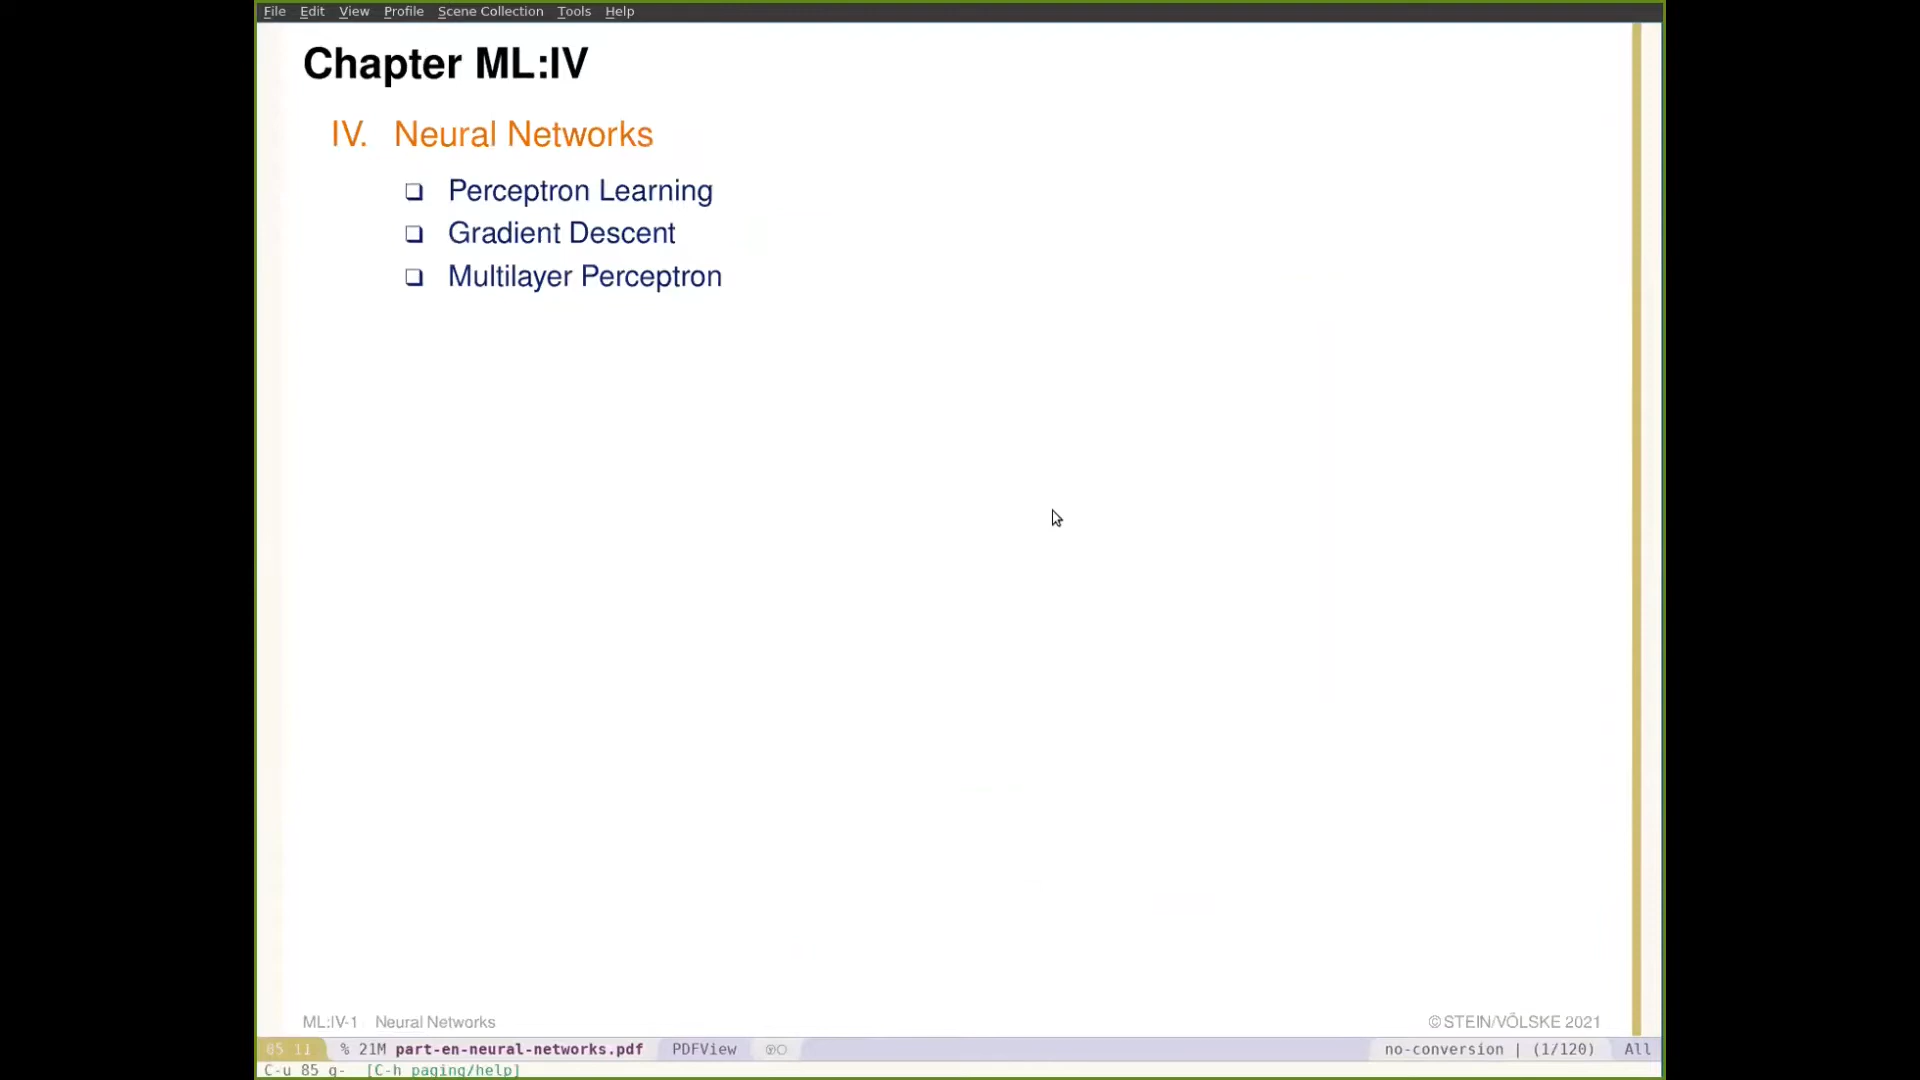 File Edit View Profile Scene Collection Tools Help
Chapter ML:IV
IV. Neural Networks
❑ Perceptron Learning
❑ Gradient Descent
❑ Multilayer Perceptron
ML:IV-1 Neural Networks ©STEIN/VÖLSKE 2021
% 21M part-en-neural-networks.pdf PDFView no-conversion | (1/120) All
C-u 85 g- [C-h paging/help]